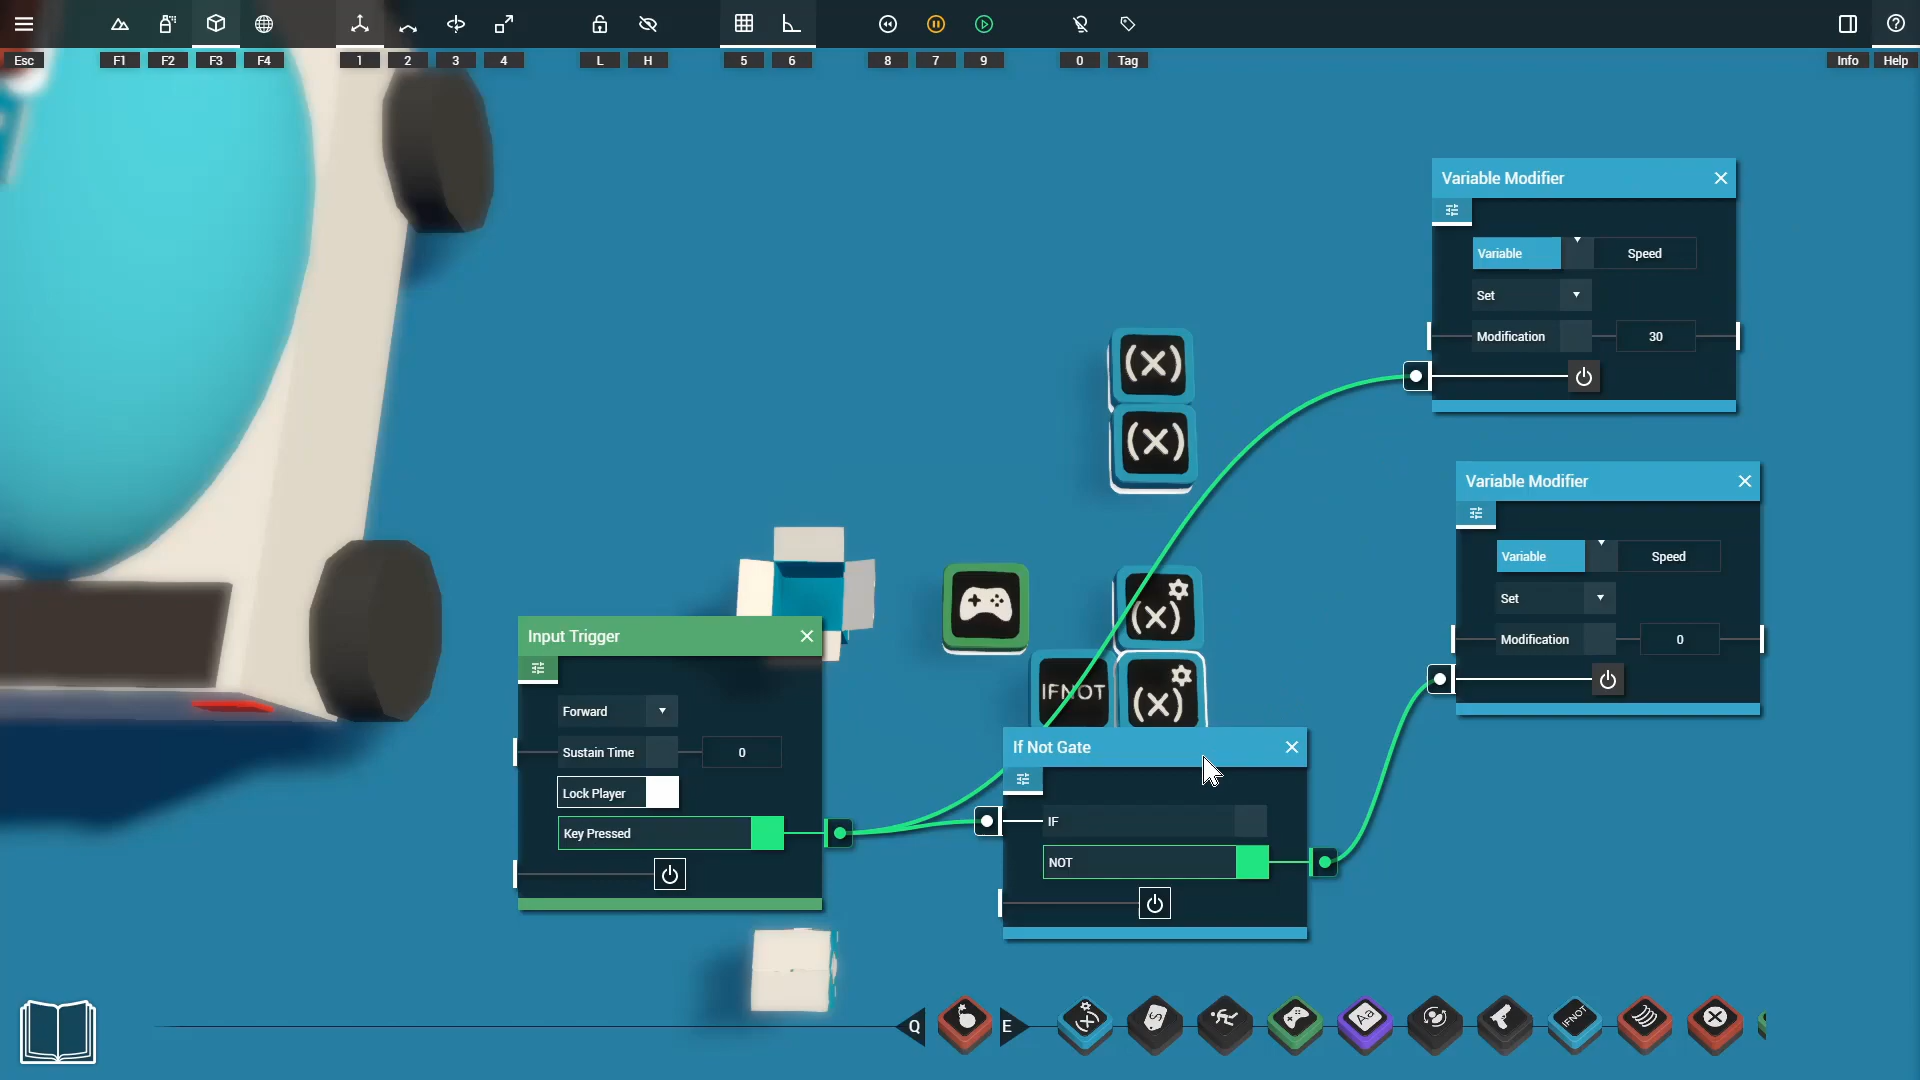 Esc
F1
F2
F3
F4
1
2
3
4
L
H
5
6
8
7
9
0
Tag
Info
Help
Variable Modifier
Variable
Speed
Set
Modification
30
Variable Modifier
Variable
Speed
Set
Modification
0
(X)
(X)
(X)
IFNOT
(X)
Input Trigger
Forward
Sustain Time
0
Lock Player
Key Pressed
If Not Gate
IF
NOT
Q
E
(X)
S
Aa
IFNOT